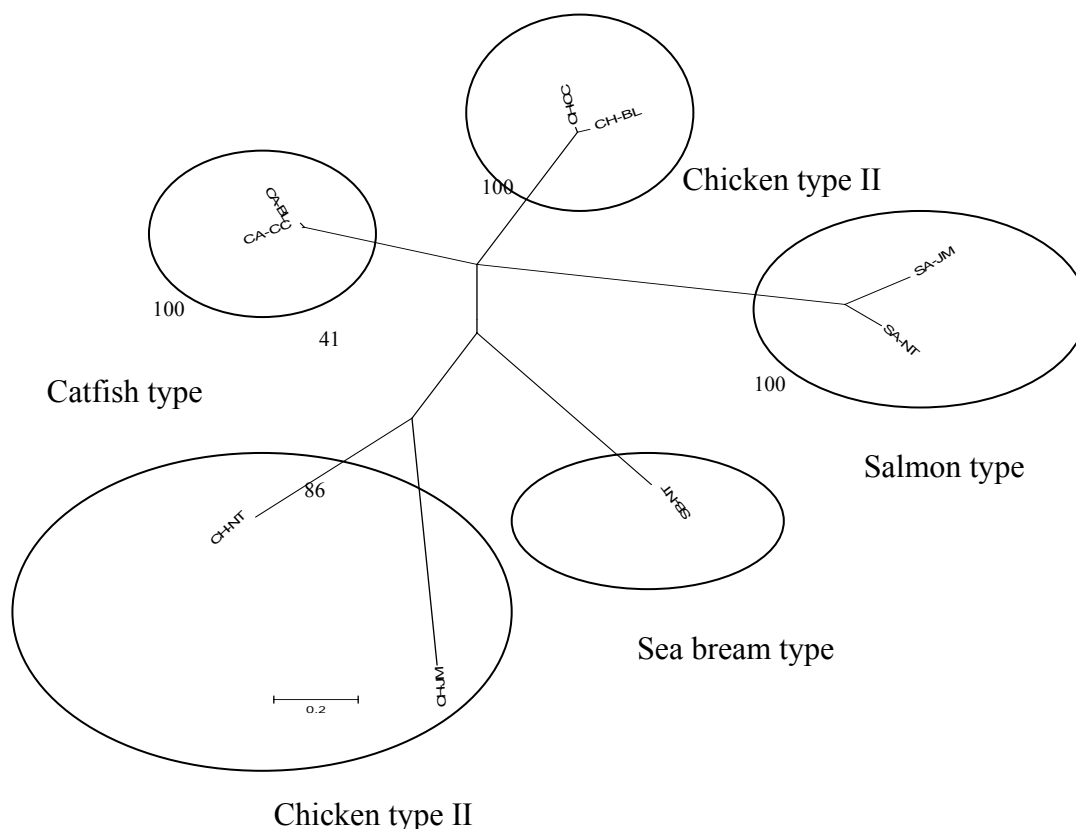 CH-CC
CH-BL
100
Chicken type II
CA-BL
CA-CC
SA-JM
SA-NT
100
41
100
Catfish type
Salmon type
86
CH-NT
SB-NT
Sea bream type
CH-JM
0.2
Chicken type II